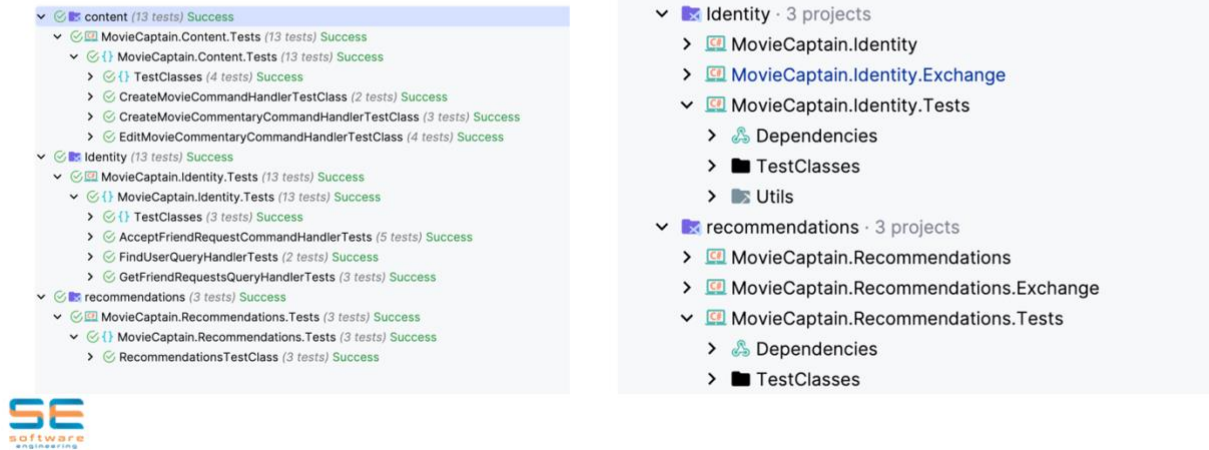 content (13 tests) Success
MovieCaptain.Content.Tests (13 tests) Success
{} MovieCaptain.Content.Tests (13 tests) Success
{} TestClasses (4 tests) Success
CreateMovieCommandHandlerTestClass (2 tests) Success
CreateMovieCommentaryCommandHandlerTestClass (3 tests) Success
EditMovieCommentaryCommandHandlerTestClass (4 tests) Success
Identity (13 tests) Success
MovieCaptain.Identity.Tests (13 tests) Success
{} MovieCaptain.Identity.Tests (13 tests) Success
{} TestClasses (3 tests) Success
AcceptFriendRequestCommandHandlerTests (5 tests) Success
FindUserQueryHandlerTests (2 tests) Success
GetFriendRequestsQueryHandlerTests (3 tests) Success
recommendations (3 tests) Success
MovieCaptain.Recommendations.Tests (3 tests) Success
{} MovieCaptain.Recommendations.Tests (3 tests) Success
RecommendationsTestClass (3 tests) Success
Identity · 3 projects
C# MovieCaptain.Identity
C# MovieCaptain.Identity.Exchange
C# MovieCaptain.Identity.Tests
Dependencies
TestClasses
Utils
recommendations · 3 projects
C# MovieCaptain.Recommendations
C# MovieCaptain.Recommendations.Exchange
C# MovieCaptain.Recommendations.Tests
Dependencies
TestClasses
SE
software
engineering